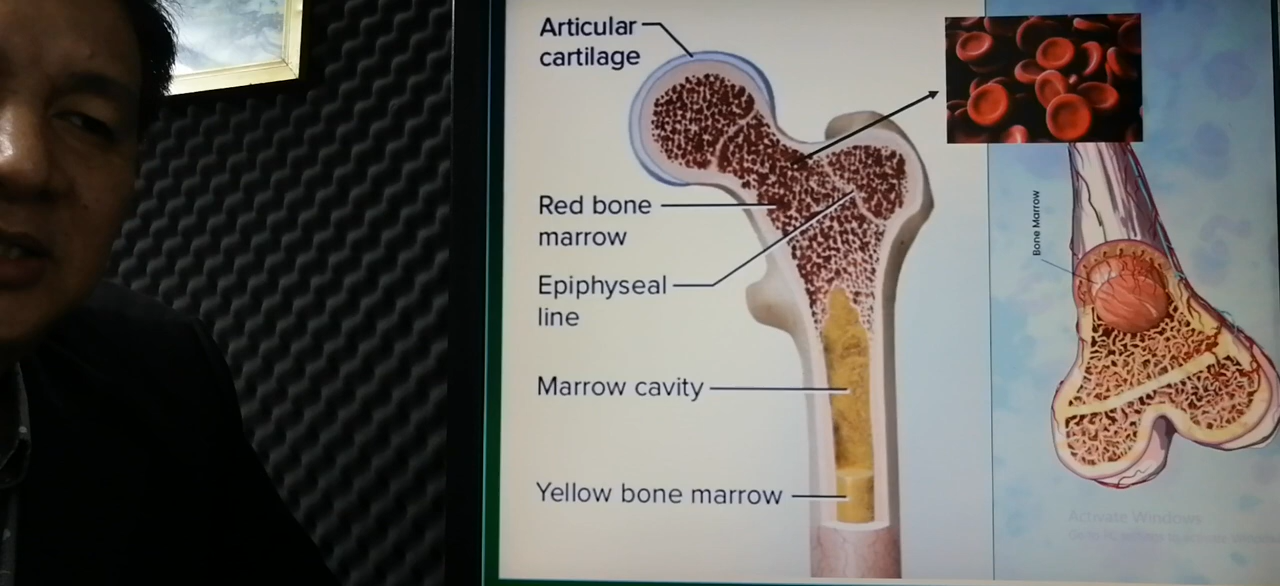 Articular
cartilage
Red bone
marrow
Epiphyseal
line
Marrow cavity
Yellow bone marrow
Bone Marrow
Activate Windows